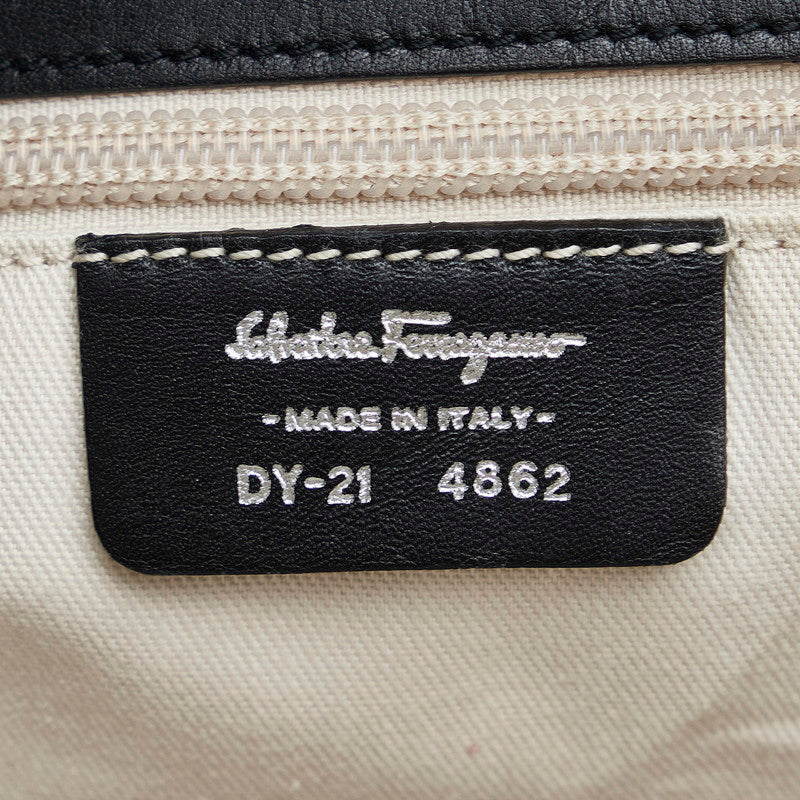 Salvatore Ferragamo
-MADE IN ITALY-
DY-21 4862